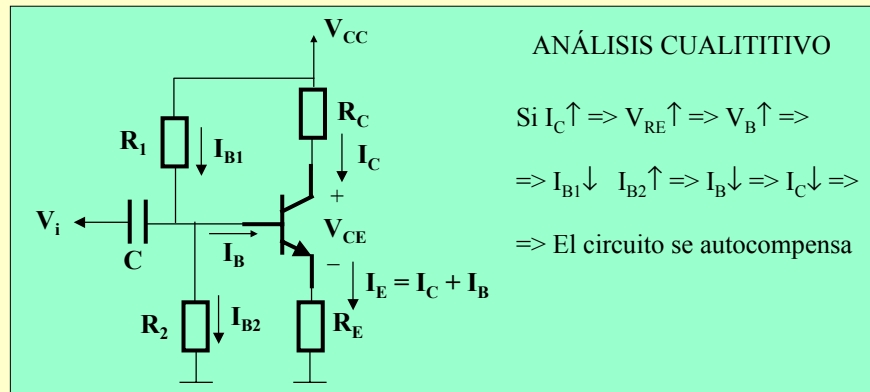 V_CC
ANÁLISIS CUALITITIVO
R_C
Si I_C↑ => V_RE↑ => V_B↑ =>
R_1
I_B1
I_C
+
=> I_B1↓ I_B2↑ => I_B↓ => I_C↓ =>
V_i
V_CE
C
I_B
–
=> El circuito se autocompensa
I_E = I_C + I_B
R_2
I_B2
R_E